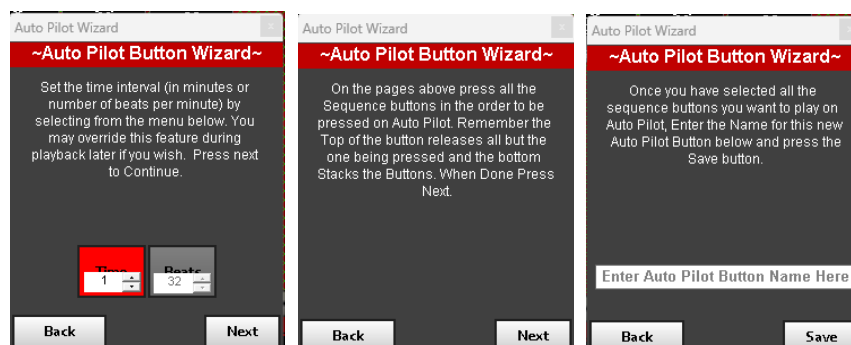 Auto Pilot Wizard
~Auto Pilot Button Wizard~
Set the time interval (in minutes or
number of beats per minute) by
selecting from the menu below. You
may override this feature during
playback later if you wish. Press next
to Continue.
Time
Beats
1
32
Back
Next
Auto Pilot Wizard
~Auto Pilot Button Wizard~
On the pages above press all the
Sequence buttons in the order to be
pressed on Auto Pilot. Remember the
Top of the button releases all but the
one being pressed and the bottom
Stacks the Buttons. When Done Press
Next.
Back
Next
Auto Pilot Wizard
~Auto Pilot Button Wizard~
Once you have selected all the
sequence buttons you want to play on
Auto Pilot, Enter the Name for this new
Auto Pilot Button below and press the
Save button.
Enter Auto Pilot Button Name Here
Back
Save